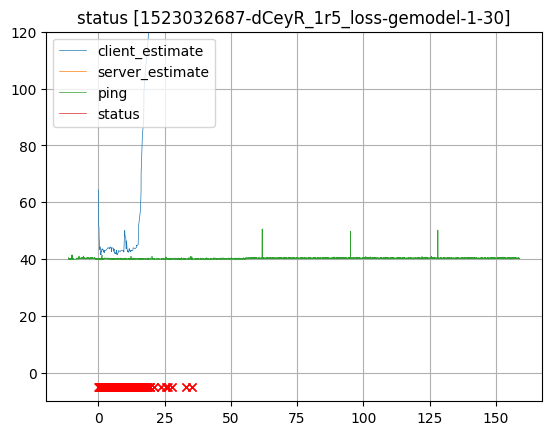 status [1523032687-dCeyR_1r5_loss-gemodel-1-30]
client_estimate
server_estimate
ping
status
120
100
80
60
40
20
0
0
25
50
75
100
125
150